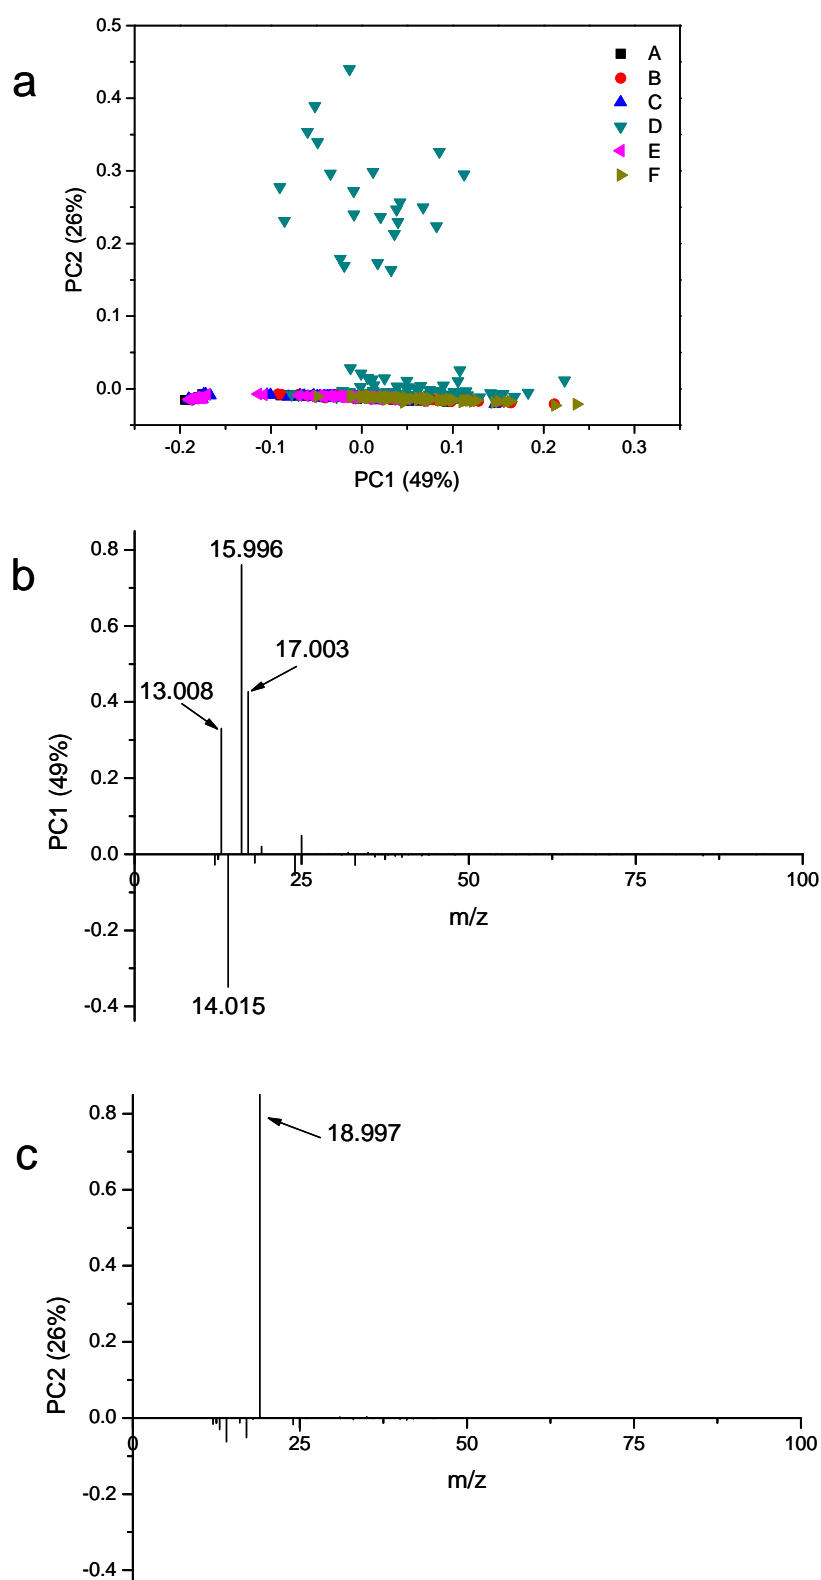 a
0.5
0.4
0.3
0.2
0.1
0.0
PC2 (26%)
A
B
C
D
E
F
-0.2 -0.1 0.0 0.1 0.2 0.3
PC1 (49%)
b
0.8
0.6
0.4
0.2
0.0
-0.2
-0.4
PC1 (49%)
15.996
17.003
13.008
14.015
0 25 50 75 100
m/z
c
0.8
0.6
0.4
0.2
0.0
-0.2
-0.4
PC2 (26%)
18.997
0 25 50 75 100
m/z